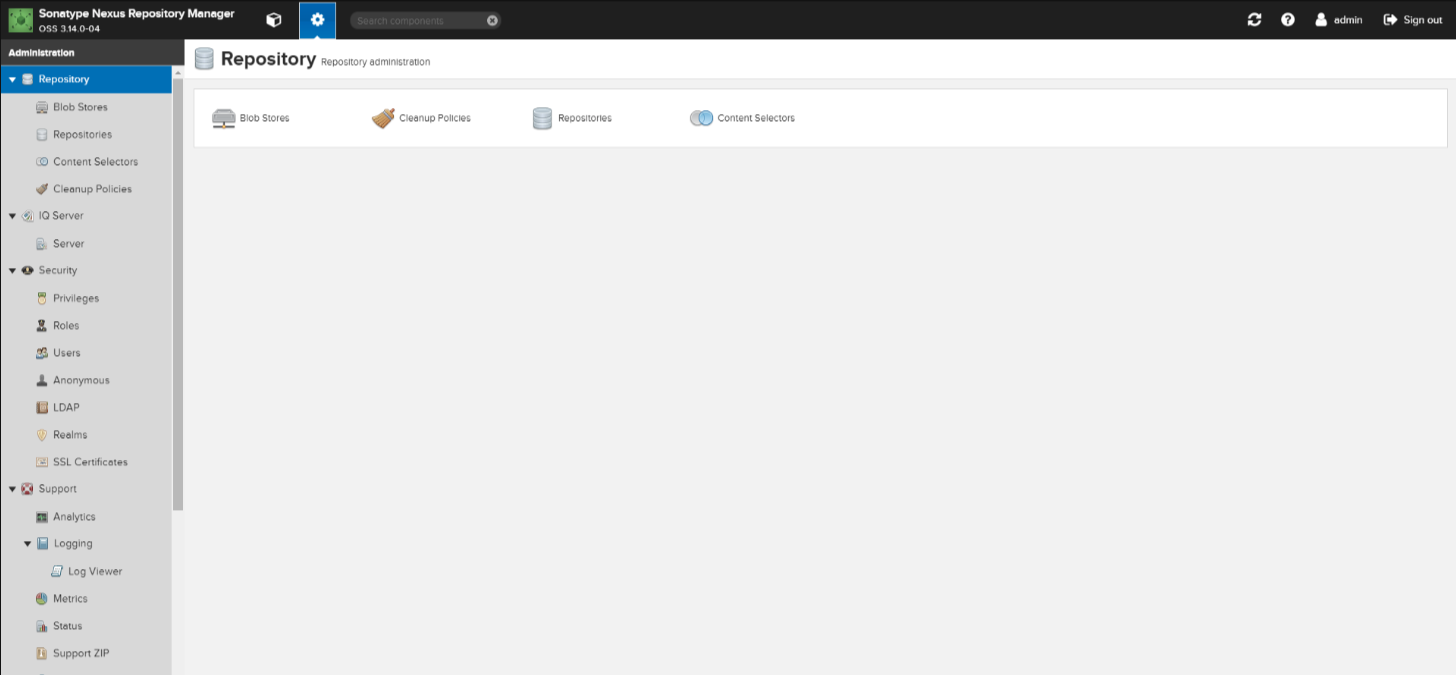 Sonatype Nexus Repository Manager
OSS 3.14.0-04
Search components
admin
Sign out
Administration
Repository
Blob Stores
Repositories
Content Selectors
Cleanup Policies
IQ Server
Server
Security
Privileges
Roles
Users
Anonymous
LDAP
Realms
SSL Certificates
Support
Analytics
Logging
Log Viewer
Metrics
Status
Support ZIP
Repository Repository administration
Blob Stores
Cleanup Policies
Repositories
Content Selectors